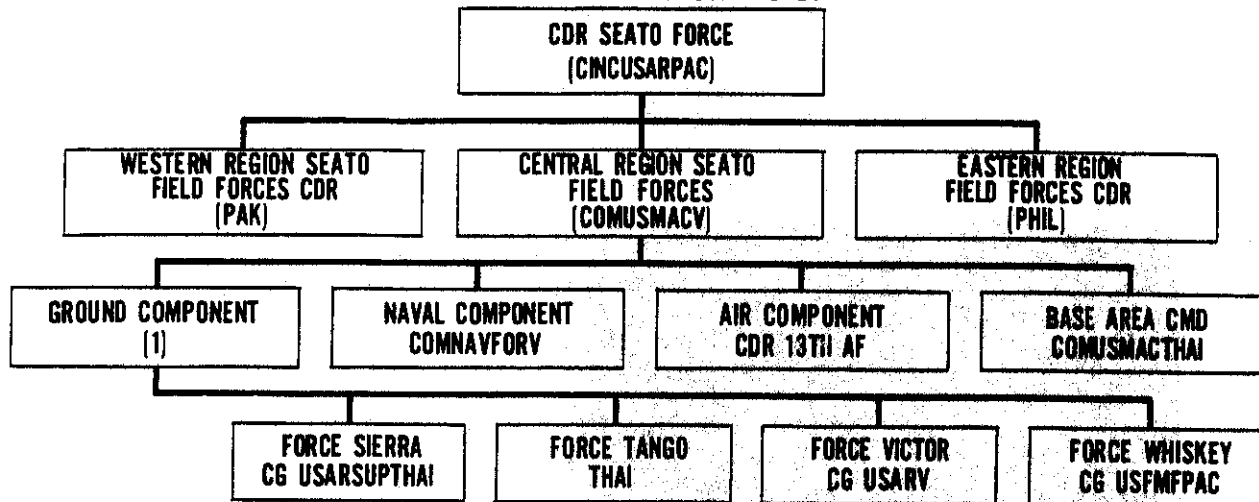 CDR SEATO FORCE
(CINCUSARPAC)
WESTERN REGION SEATO
FIELD FORCES CDR
(PAK)
CENTRAL REGION SEATO
FIELD FORCES
(COMUSMACV)
EASTERN REGION
FIELD FORCES CDR
(PHIL)
GROUND COMPONENT
(1)
NAVAL COMPONENT
COMNAVFORV
AIR COMPONENT
CDR 13TH AF
BASE AREA CMD
COMUSMACTHAI
FORCE SIERRA
CG USARSUPTHAI
FORCE TANGO
THAI
FORCE VICTOR
CG USARV
FORCE WHISKEY
CG USFMFPAC